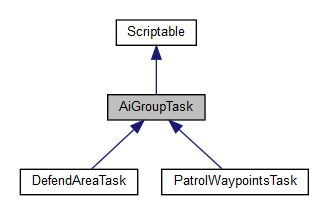 Scriptable
AiGroupTask
DefendAreaTask
PatrolWaypointsTask